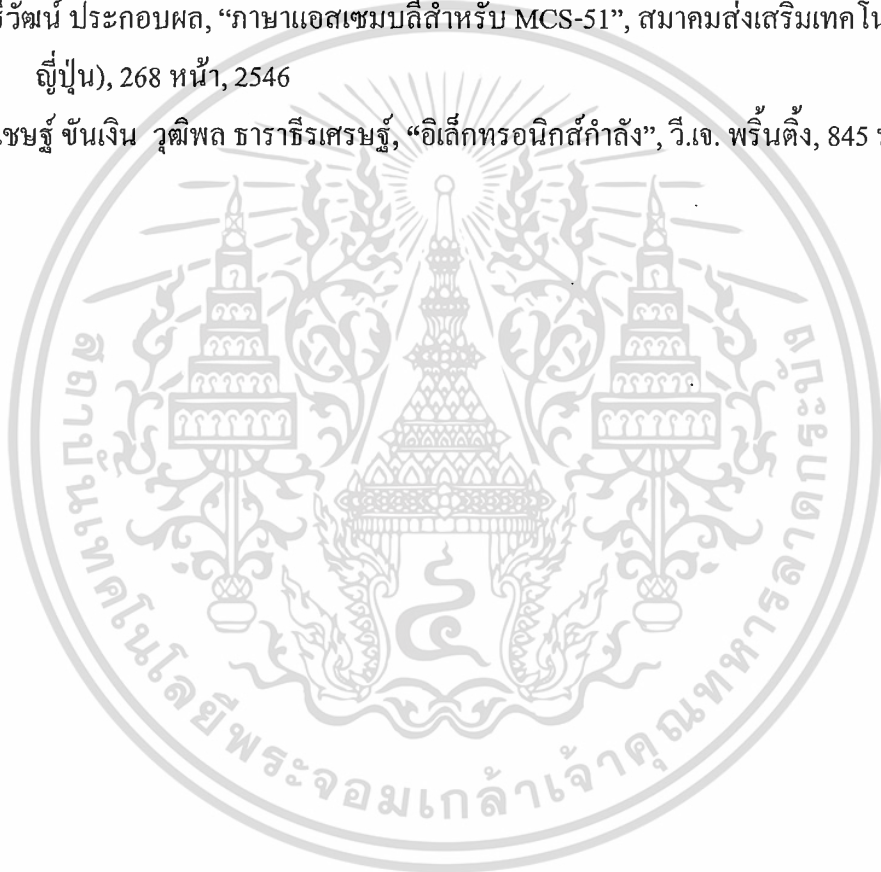 ธีวัฒน์ ประกอบผล, “ภาษาแอสเซมบลีสำหรับ MCS-51”, สมาคมส่งเสริมเทคโน
ญี่ปุ่น), 268 หน้า, 2546
เชษฐ์ ขันเงิน วุฒิพล ธาราธีรเศรษฐ์, “อิเล็กทรอนิกส์กำลัง”, วี.เจ. พริ้นติ้ง, 845
สถาบันเทคโนโลยีพระจอมเกล้าเจ้าคุณทหารลาดกระบัง